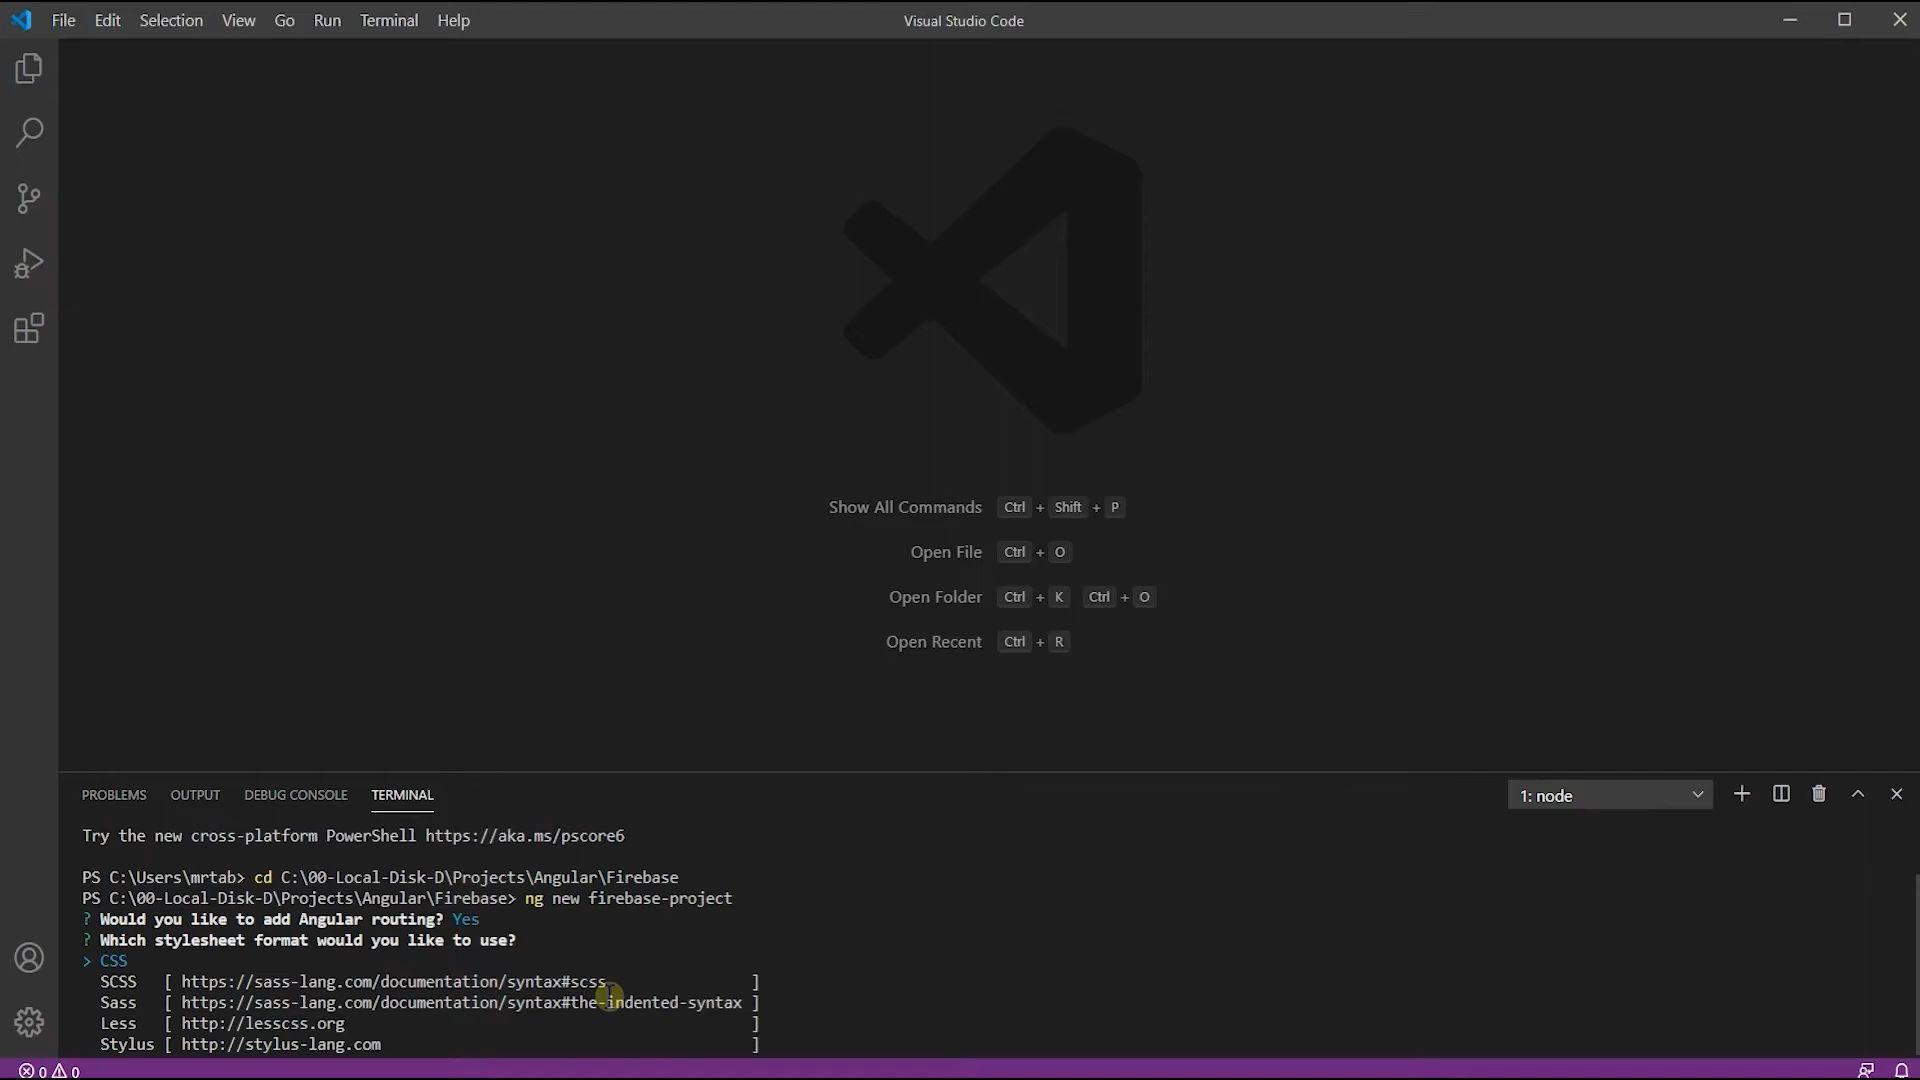 File Edit Selection View Go Run Terminal Help
Visual Studio Code
Show All Commands Ctrl + Shift + P
Open File Ctrl + O
Open Folder Ctrl + K Ctrl + O
Open Recent Ctrl + R
PROBLEMS OUTPUT DEBUG CONSOLE TERMINAL
1: node
Try the new cross-platform PowerShell https://aka.ms/pscore6
PS C:\Users\mrtab> cd C:\00-Local-Disk-D\Projects\Angular\Firebase
PS C:\00-Local-Disk-D\Projects\Angular\Firebase> ng new firebase-project
? Would you like to add Angular routing? Yes
? Which stylesheet format would you like to use?
> CSS
SCSS [ https://sass-lang.com/documentation/syntax#scss ]
Sass [ https://sass-lang.com/documentation/syntax#the-indented-syntax ]
Less [ http://lesscss.org ]
Stylus [ http://stylus-lang.com ]
0 0